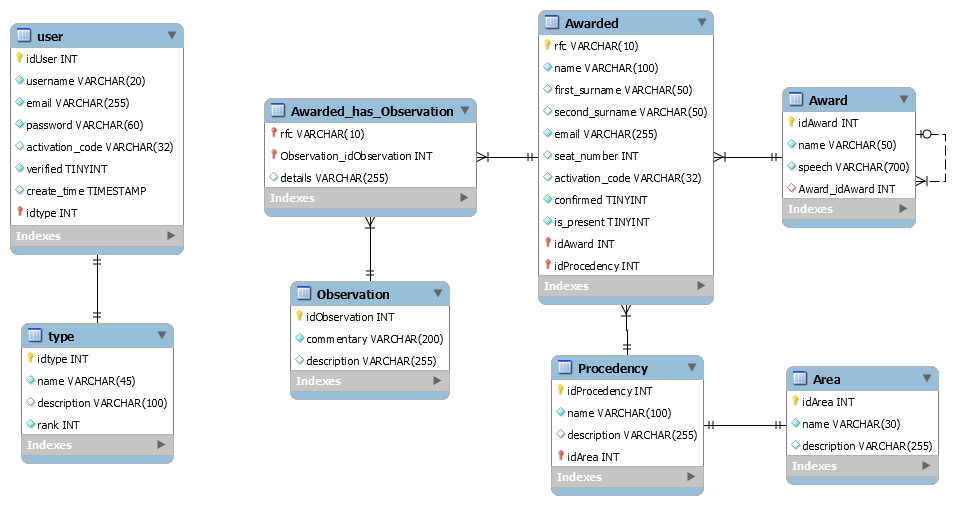 user
idUser INT
username VARCHAR(20)
email VARCHAR(255)
password VARCHAR(60)
activation_code VARCHAR(32)
verified TINYINT
create_time TIMESTAMP
idtype INT
Indexes
type
idtype INT
name VARCHAR(45)
description VARCHAR(100)
rank INT
Indexes
Awarded_has_Observation
rfc VARCHAR(10)
Observation_idObservation INT
details VARCHAR(255)
Indexes
Observation
idObservation INT
commentary VARCHAR(200)
description VARCHAR(255)
Indexes
Awarded
rfc VARCHAR(10)
name VARCHAR(100)
first_surname VARCHAR(50)
second_surname VARCHAR(50)
email VARCHAR(255)
seat_number INT
activation_code VARCHAR(32)
confirmed TINYINT
is_present TINYINT
idAward INT
idProcedency INT
Indexes
Procedency
idProcedency INT
name VARCHAR(100)
description VARCHAR(255)
idArea INT
Indexes
Award
idAward INT
name VARCHAR(50)
speech VARCHAR(700)
Award_idAward INT
Indexes
Area
idArea INT
name VARCHAR(30)
description VARCHAR(255)
Indexes